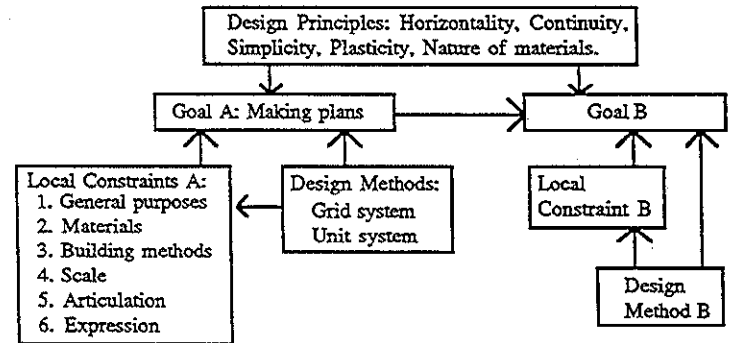 Design Principles: Horizontality, Continuity,
Simplicity, Plasticity, Nature of materials.
Goal A: Making plans
Goal B
Local Constraints A:
1. General purposes
2. Materials
3. Building methods
4. Scale
5. Articulation
6. Expression
Design Methods:
Grid system
Unit system
Local
Constraint B
Design
Method B